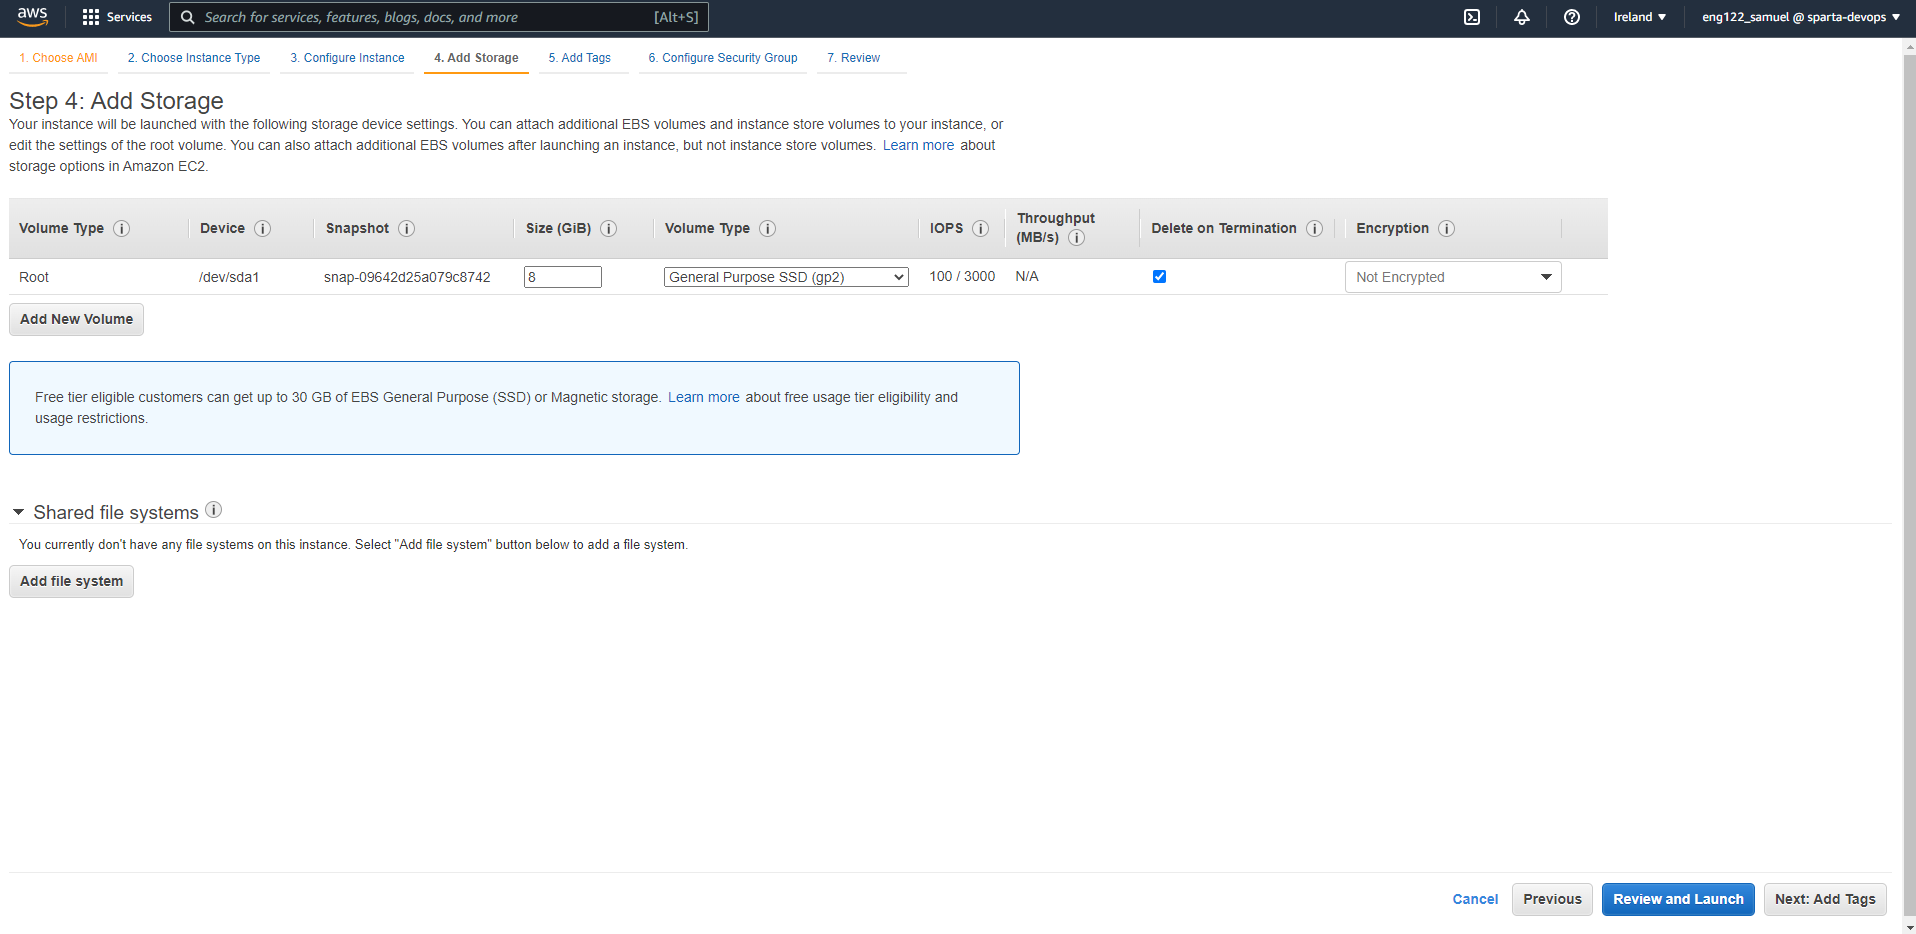 aws
Services
Search for services, features, blogs, docs, and more
[Alt+S]
Ireland ▼
eng122_samuel @ sparta-devops ▼
1. Choose AMI
2. Choose Instance Type
3. Configure Instance
4. Add Storage
5. Add Tags
6. Configure Security Group
7. Review
Step 4: Add Storage
Your instance will be launched with the following storage device settings. You can attach additional EBS volumes and instance store volumes to your instance, or
edit the settings of the root volume. You can also attach additional EBS volumes after launching an instance, but not instance store volumes. Learn more about
storage options in Amazon EC2.
Volume Type i
Device i
Snapshot i
Size (GiB) i
Volume Type i
IOPS i
Throughput
(MB/s) i
Delete on Termination i
Encryption i
Root
/dev/sda1
snap-09642d25a079c8742
8
General Purpose SSD (gp2)
100 / 3000
N/A
Not Encrypted
Add New Volume
Free tier eligible customers can get up to 30 GB of EBS General Purpose (SSD) or Magnetic storage. Learn more about free usage tier eligibility and
usage restrictions.
Shared file systems i
You currently don't have any file systems on this instance. Select "Add file system" button below to add a file system.
Add file system
Cancel
Previous
Review and Launch
Next: Add Tags